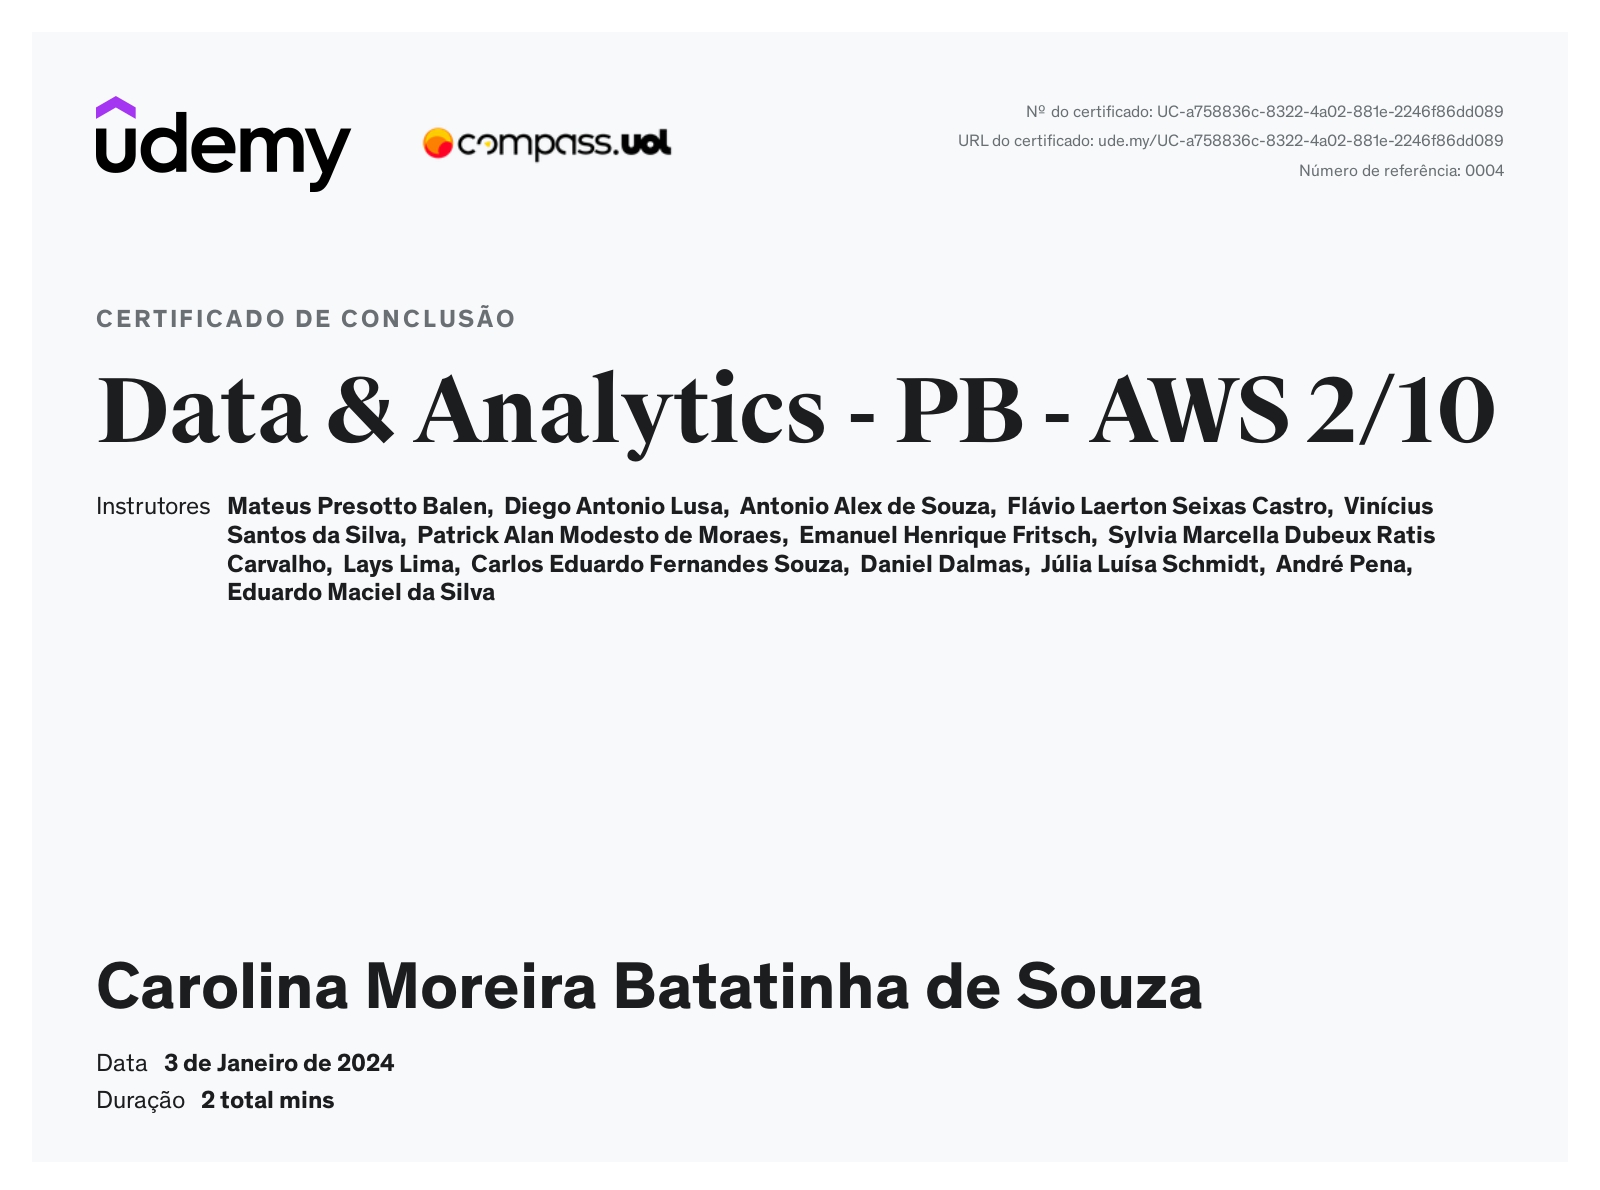 udemy
compass.uol
Nº do certificado: UC-a758836c-8322-4a02-881e-2246f86dd089
URL do certificado: ude.my/UC-a758836c-8322-4a02-881e-2246f86dd089
Número de referência: 0004
CERTIFICADO DE CONCLUSÃO
Data & Analytics - PB - AWS 2/10
Instrutores Mateus Presotto Balen, Diego Antonio Lusa, Antonio Alex de Souza, Flávio Laerton Seixas Castro, Vinícius
Santos da Silva, Patrick Alan Modesto de Moraes, Emanuel Henrique Fritsch, Sylvia Marcella Dubeux Ratis
Carvalho, Lays Lima, Carlos Eduardo Fernandes Souza, Daniel Dalmas, Júlia Luísa Schmidt, André Pena,
Eduardo Maciel da Silva
Carolina Moreira Batatinha de Souza
Data 3 de Janeiro de 2024
Duração 2 total mins